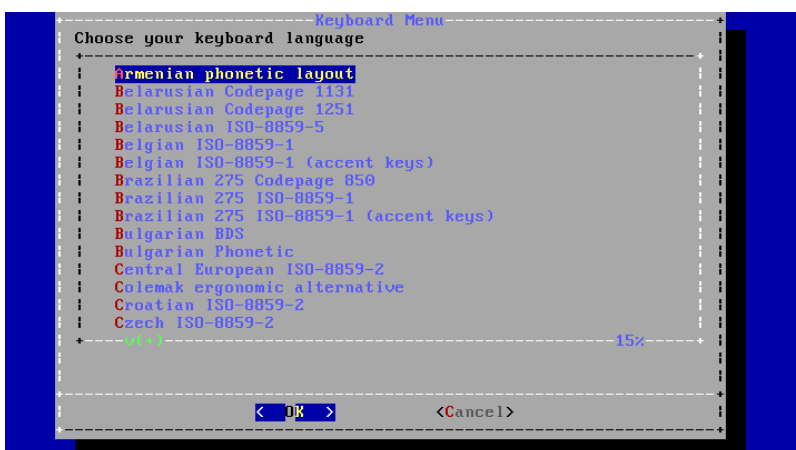 Keyboard Menu
Choose your keyboard language
Armenian phonetic layout
Belarusian Codepage 1131
Belarusian Codepage 1251
Belarusian ISO-8859-5
Belgian ISO-8859-1
Belgian ISO-8859-1 (accent keys)
Brazilian 275 Codepage 850
Brazilian 275 ISO-8859-1
Brazilian 275 ISO-8859-1 (accent keys)
Bulgarian BDS
Bulgarian Phonetic
Central European ISO-8859-2
Colemak ergonomic alternative
Croatian ISO-8859-2
Czech ISO-8859-2
v(+) 15%
< OK > <Cancel>